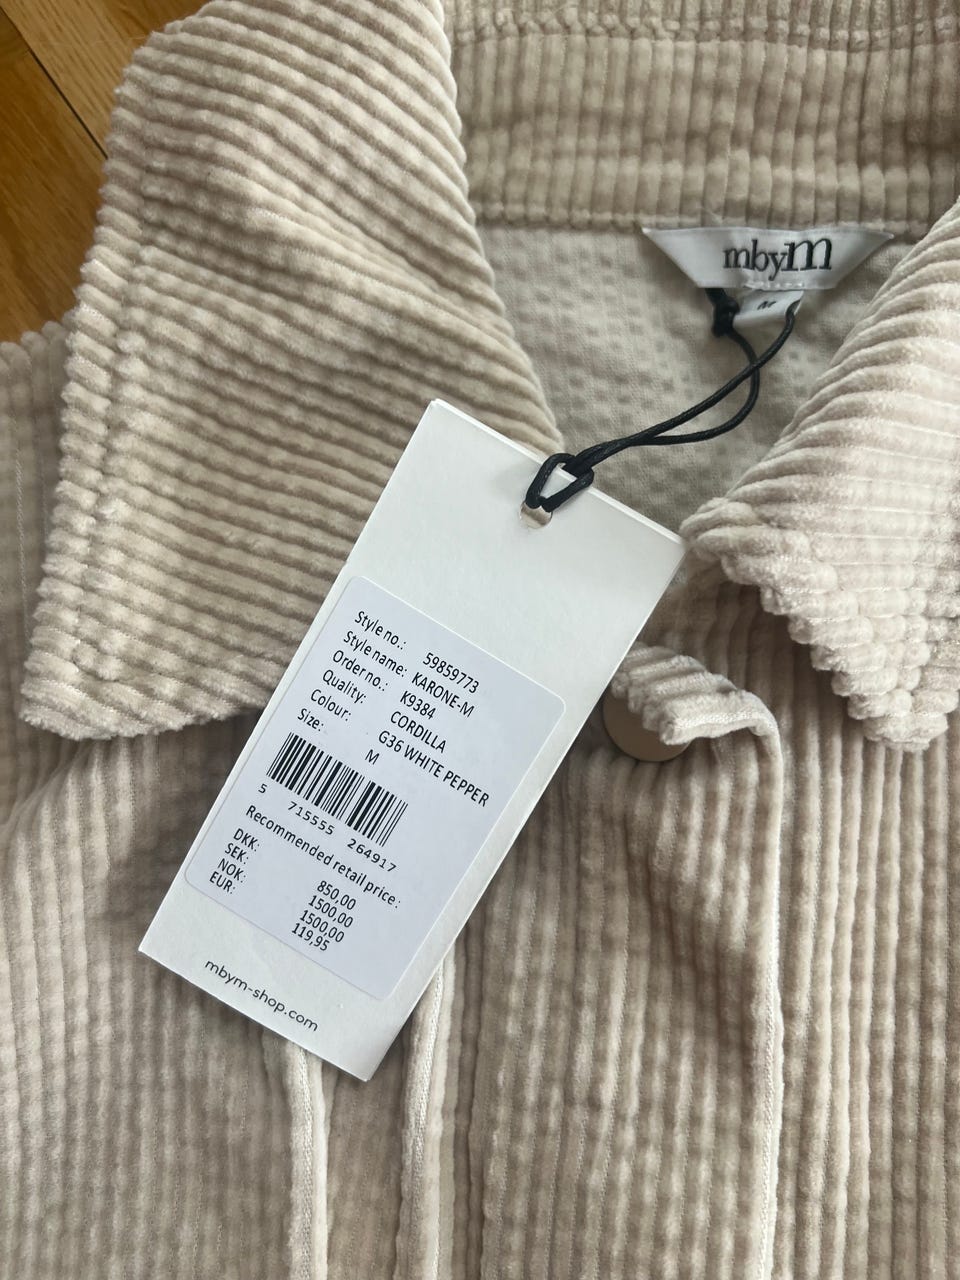 mbyM
M
Style no.: 59859773
Style name: KARONE-M
Order no.: K9384
Quality: CORDILLA
Colour: G36 WHITE PEPPER
Size: M
5 715555 264917
Recommended retail price:
DKK: 850,00
SEK: 1500,00
NOK: 1500,00
EUR: 119,95
mbym-shop.com